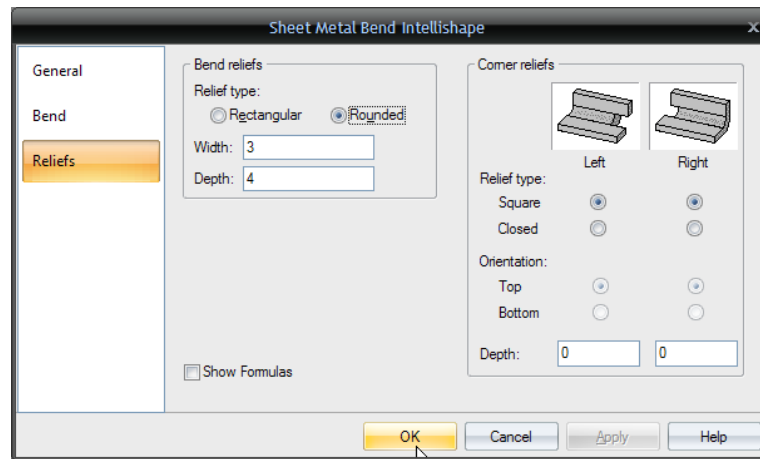 Sheet Metal Bend Intellishape
x
General
Bend
Reliefs
Bend reliefs
Relief type:
Rectangular Rounded
Width: 3
Depth: 4
Show Formulas
Corner reliefs
Left Right
Relief type:
Square
Closed
Orientation:
Top
Bottom
Depth: 0 0
OK Cancel Apply Help